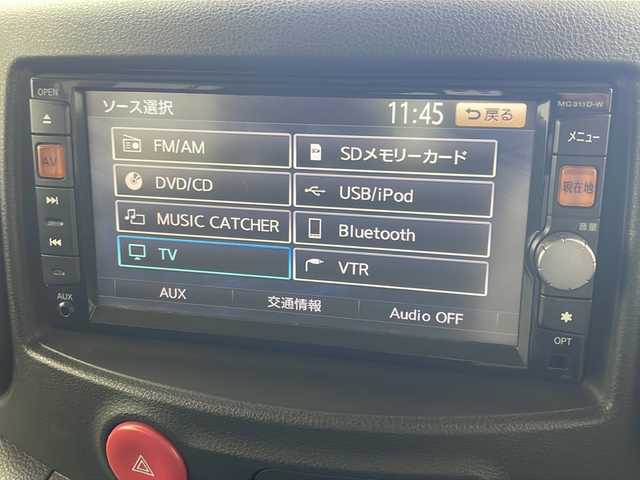 OPEN
MC311D-W
ソース選択
11:45
戻る
メニュー
AV
FM/AM
SDメモリーカード
現在地
DVD/CD
USB/iPod
音量
MUSIC CATCHER
Bluetooth
TV
VTR
AUX
AUX
交通情報
Audio OFF
OPT